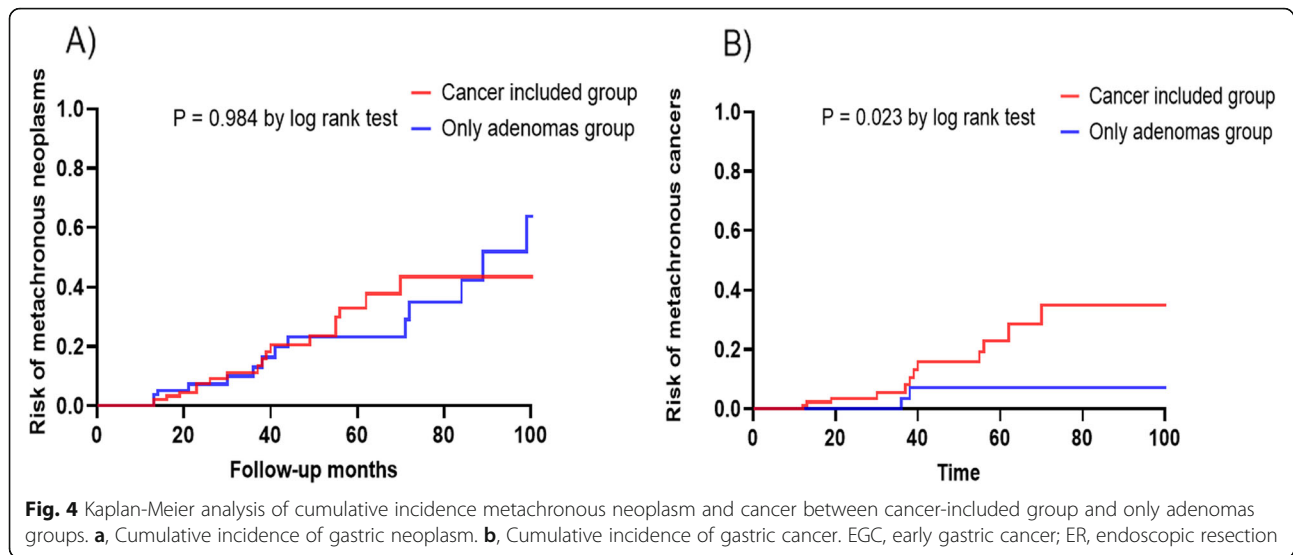 A)
Cancer included group
Only adenomas group
P = 0.984 by log rank test
Risk of metachronous neoplasms
1.0
0.8
0.6
0.4
0.2
0.0
0 20 40 60 80 100
Follow-up months
B)
Cancer included group
Only adenomas group
P = 0.023 by log rank test
Risk of metachronous cancers
1.0
0.8
0.6
0.4
0.2
0.0
0 20 40 60 80 100
Time
Fig. 4 Kaplan-Meier analysis of cumulative incidence metachronous neoplasm and cancer between cancer-included group and only adenomas
groups. a, Cumulative incidence of gastric neoplasm. b, Cumulative incidence of gastric cancer. EGC, early gastric cancer; ER, endoscopic resection